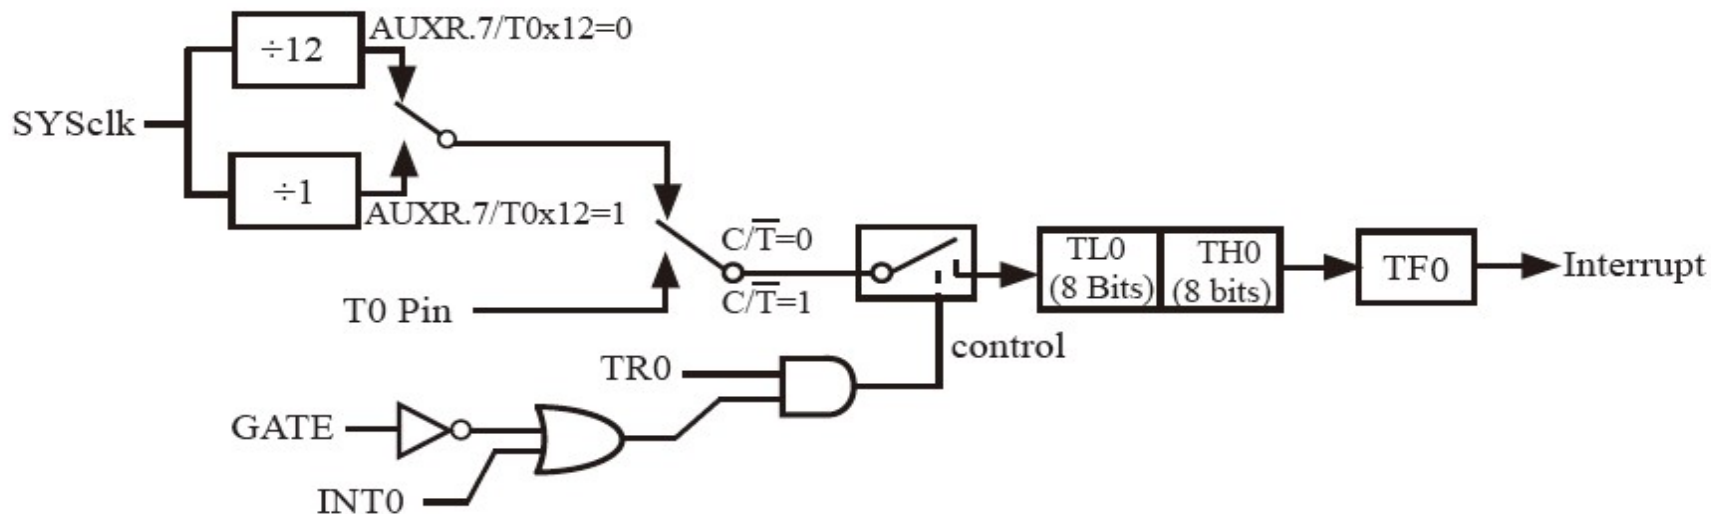 ÷12
AUXR.7/T0x12=0
SYSclk
÷1
AUXR.7/T0x12=1
C/T̅=0
C/T̅=1
T0 Pin
TL0
(8 Bits)
TH0
(8 bits)
TF0
Interrupt
control
TR0
GATE
INT0